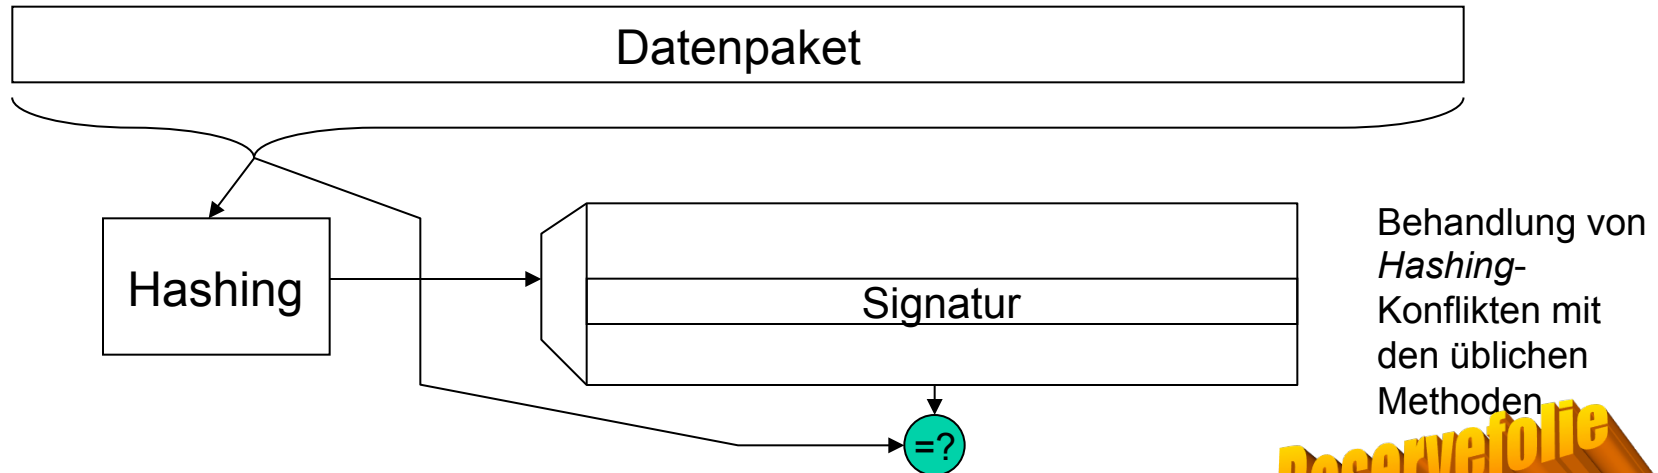 Datenpaket
Hashing
Signatur
=?
Behandlung von
Hashing-
Konflikten mit
den üblichen
Methoden
Reservefolie